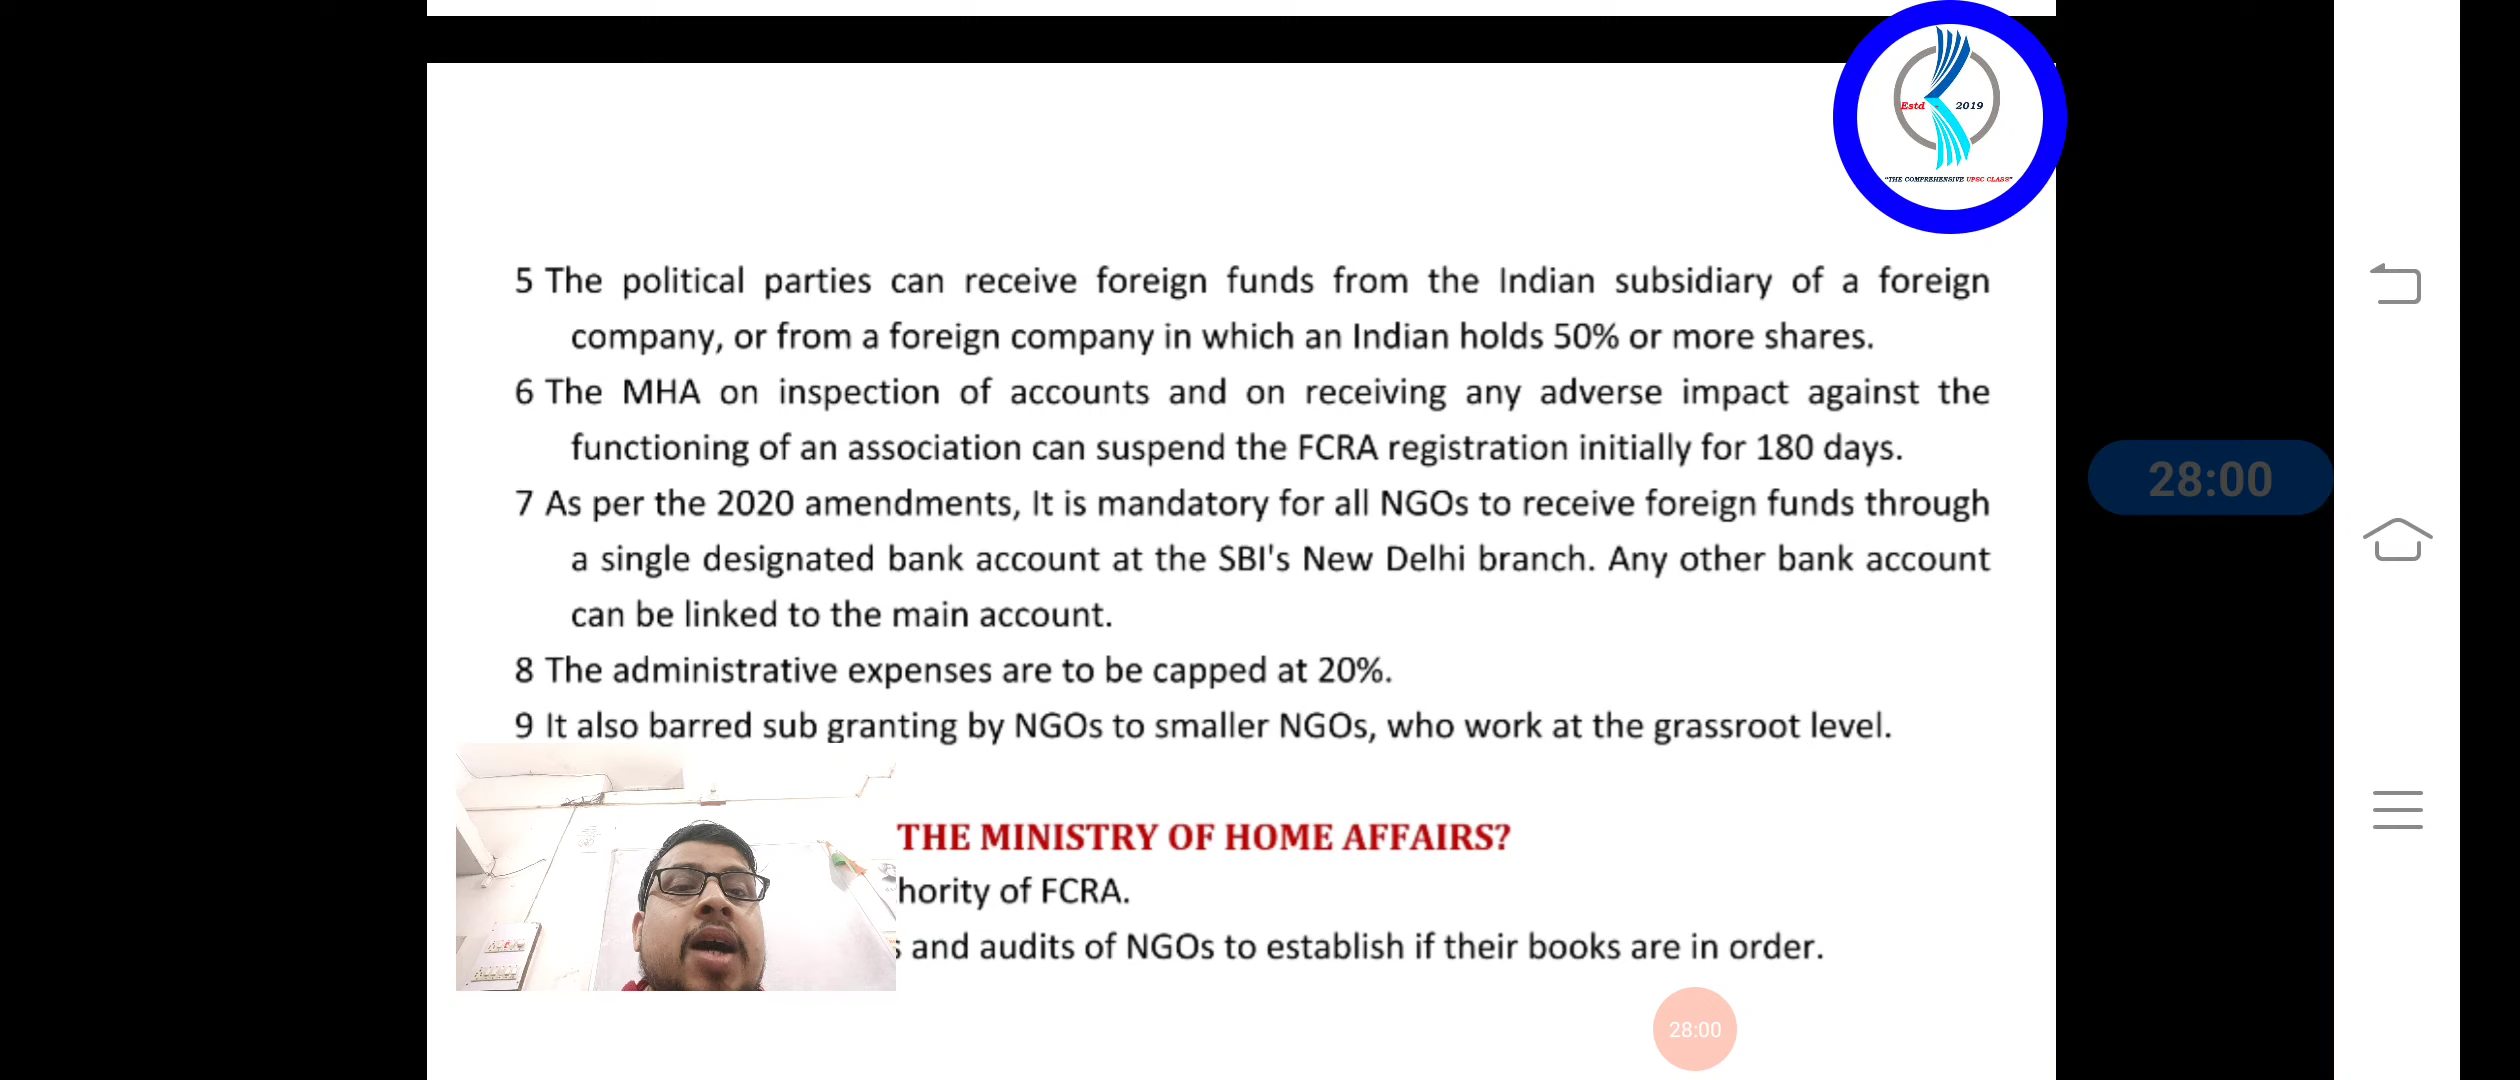 Estd - 2019
"THE COMPREHENSIVE UPSC CLASS"
5 The political parties can receive foreign funds from the Indian subsidiary of a foreign
company, or from a foreign company in which an Indian holds 50% or more shares.
6 The MHA on inspection of accounts and on receiving any adverse impact against the
functioning of an association can suspend the FCRA registration initially for 180 days.
28:00
7 As per the 2020 amendments, It is mandatory for all NGOs to receive foreign funds through
a single designated bank account at the SBI's New Delhi branch. Any other bank account
can be linked to the main account.
8 The administrative expenses are to be capped at 20%.
9 It also barred sub granting by NGOs to smaller NGOs, who work at the grassroot level.
THE MINISTRY OF HOME AFFAIRS?
hority of FCRA.
s and audits of NGOs to establish if their books are in order.
28:00